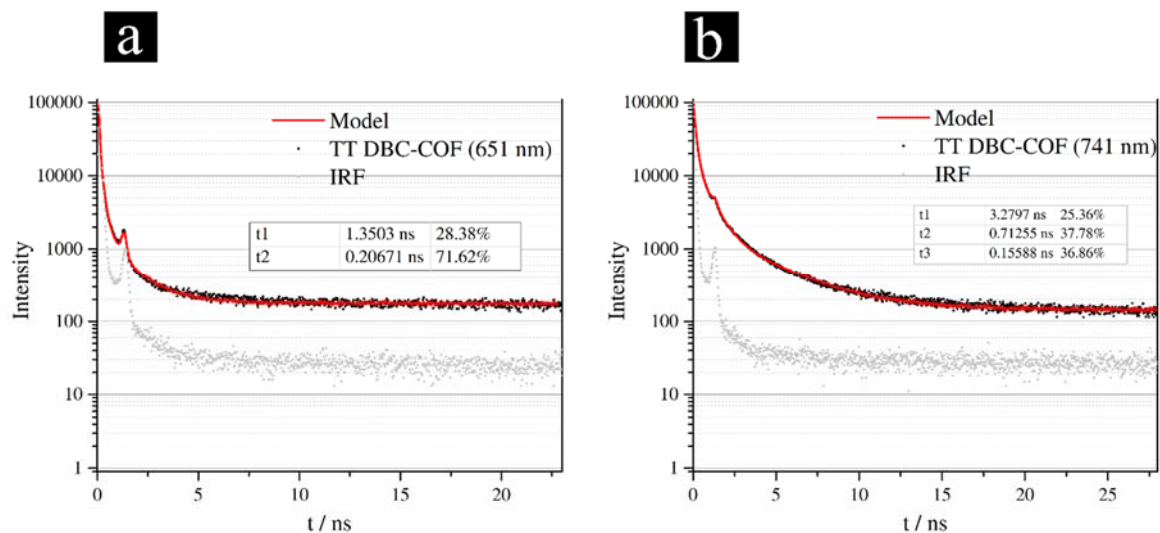 a
100000
10000
1000
100
10
1
Intensity
Model
TT DBC-COF (651 nm)
IRF
t1 1.3503 ns 28.38%
t2 0.20671 ns 71.62%
0 5 10 15 20
t / ns
b
100000
10000
1000
100
10
1
Intensity
Model
TT DBC-COF (741 nm)
IRF
t1 3.2797 ns 25.36%
t2 0.71255 ns 37.78%
t3 0.15588 ns 36.86%
0 5 10 15 20 25
t / ns